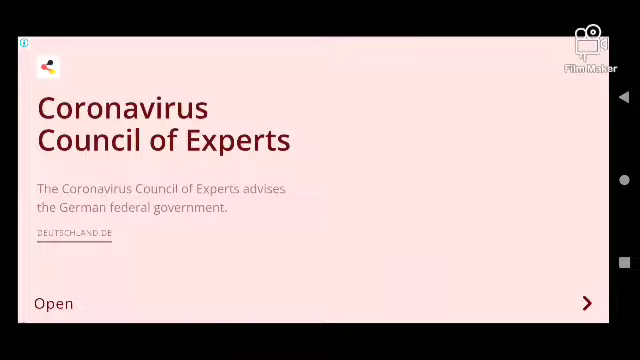 Film Maker
Coronavirus
Council of Experts
The Coronavirus Council of Experts advises
the German federal government.
DEUTSCHLAND.DE
Open